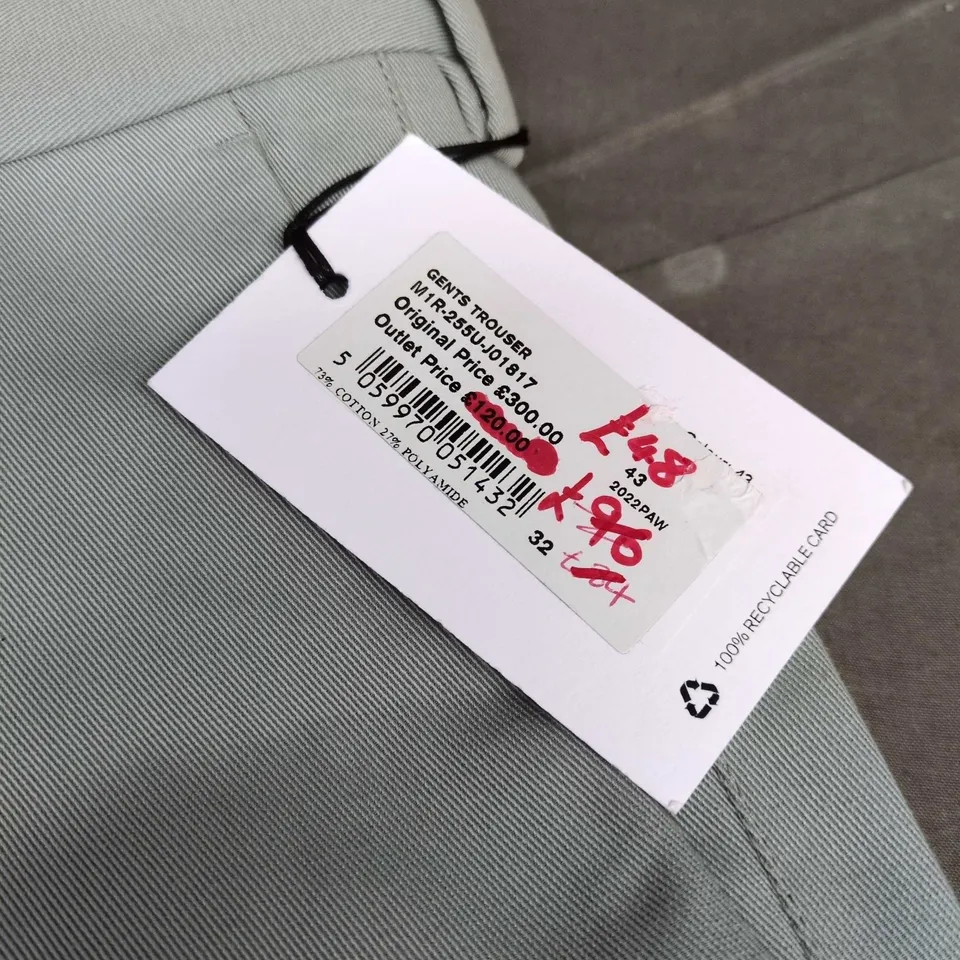 GENTS TROUSER
M1R-255U-J01817
Original Price £300.00
Outlet Price £120.00
£48
43
2022PAW
£96
5 059970 051432
32
73% COTTON 27% POLYAMIDE
100% RECYCLABLE CARD